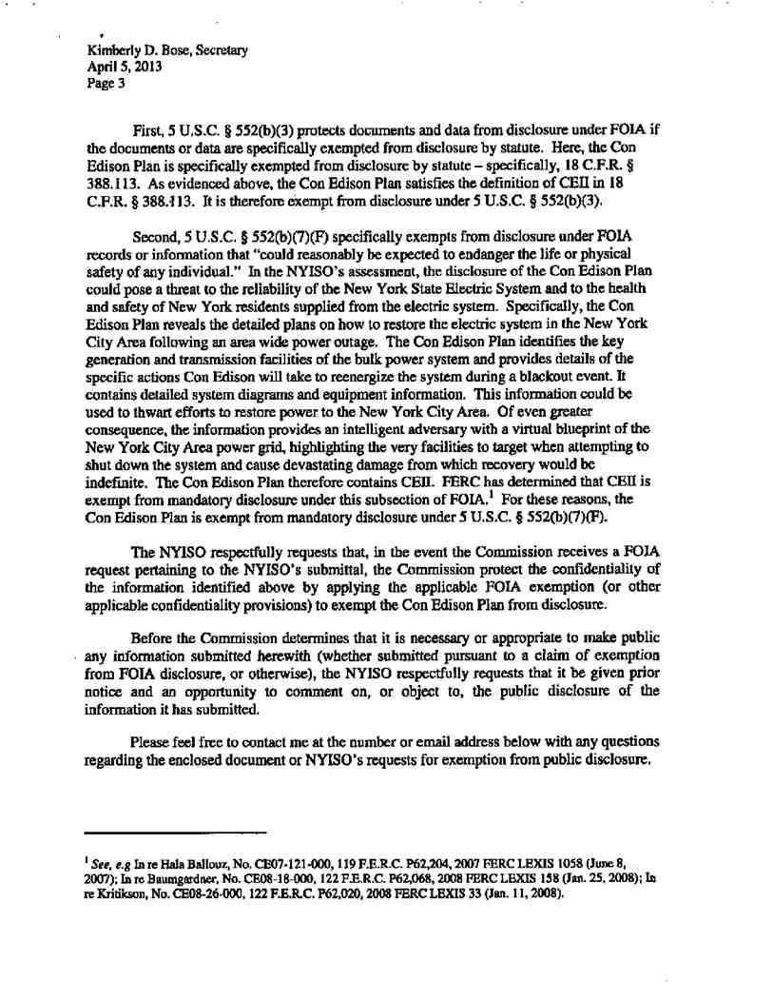 Kimberly D. Bose, Secretary
April 5, 2013
Page 3
First, 5 U.S.C. § 552(b)(3) protects documents and data from disclosure under FOIA if
the documents or data are specifically exempted from disclosure by statute. Here, the Con
Edison Plan is specifically exempted from disclosure by statute – specifically, 18 C.F.R. §
388.113. As evidenced above, the Con Edison Plan satisfies the definition of CEII in 18
C.F.R. § 388.113. It is therefore exempt from disclosure under 5 U.S.C. § 552(b)(3).
Second, 5 U.S.C. § 552(b)(7)(F) specifically exempts from disclosure under FOIA
records or information that "could reasonably be expected to endanger the life or physical
safety of any individual." In the NYISO's assessment, the disclosure of the Con Edison Plan
could pose a threat to the reliability of the New York State Electric System and to the health
and safety of New York residents supplied from the electric system. Specifically, the Con
Edison Plan reveals the detailed plans on how to restore the electric system in the New York
City Area following an area wide power outage. The Con Edison Plan identifies the key
generation and transmission facilities of the bulk power system and provides details of the
specific actions Con Edison will take to reenergize the system during a blackout event. It
contains detailed system diagrams and equipment information. This information could be
used to thwart efforts to restore power to the New York City Area. Of even greater
consequence, the information provides an intelligent adversary with a virtual blueprint of the
New York City Area power grid, highlighting the very facilities to target when attempting to
shut down the system and cause devastating damage from which recovery would be
indefinite. The Con Edison Plan therefore contains CEII. FERC has determined that CEII is
exempt from mandatory disclosure under this subsection of FOIA.1 For these reasons, the
Con Edison Plan is exempt from mandatory disclosure under 5 U.S.C. § 552(b)(7)(F).
The NYISO respectfully requests that, in the event the Commission receives a FOIA
request pertaining to the NYISO's submittal, the Commission protect the confidentiality of
the information identified above by applying the applicable FOIA exemption (or other
applicable confidentiality provisions) to exempt the Con Edison Plan from disclosure.
Before the Commission determines that it is necessary or appropriate to make public
any information submitted herewith (whether submitted pursuant to a claim of exemption
from FOIA disclosure, or otherwise), the NYISO respectfully requests that it be given prior
notice and an opportunity to comment on, or object to, the public disclosure of the
information it has submitted.
Please feel free to contact me at the number or email address below with any questions
regarding the enclosed document or NYISO's requests for exemption from public disclosure.
1 See, e.g In re Hala Ballouz, No. CE07-121-000, 119 F.E.R.C. P62,204, 2007 FERC LEXIS 1058 (June 8,
2007); In re Baumgardner, No. CE08-18-000, 122 F.E.R.C. P62,068, 2008 FERC LEXIS 158 (Jan. 25, 2008); In
re Kritikson, No. CE08-26-000, 122 F.E.R.C. P62,020, 2008 FERC LEXIS 33 (Jan. 11, 2008).